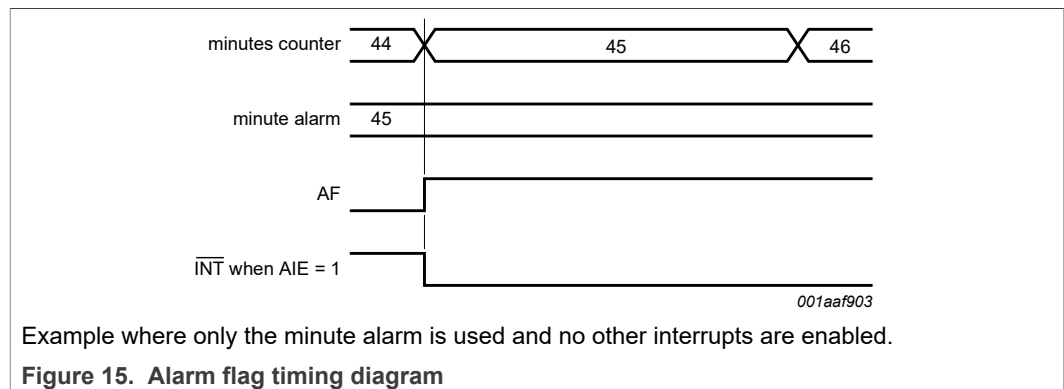 minutes counter 44 45 46
minute alarm 45
AF
INT when AIE = 1
001aaf903
Example where only the minute alarm is used and no other interrupts are enabled.
Figure 15. Alarm flag timing diagram